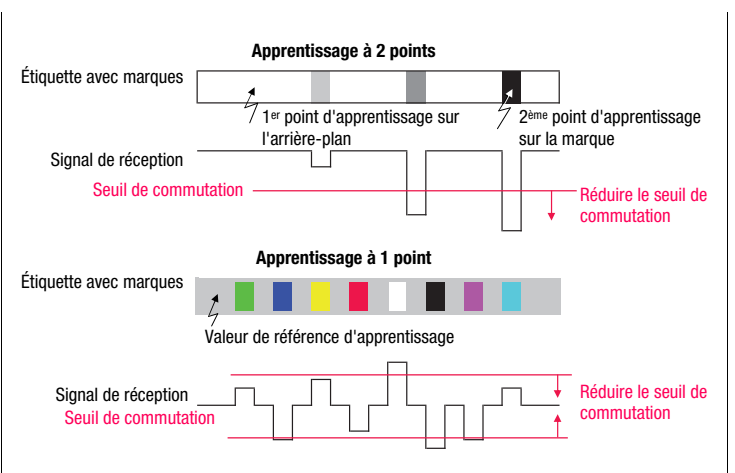 Apprentissage à 2 points
Étiquette avec marques
1er point d'apprentissage sur
l'arrière-plan
2ème point d'apprentissage
sur la marque
Signal de réception
Seuil de commutation
Réduire le seuil de
commutation
Apprentissage à 1 point
Étiquette avec marques
Valeur de référence d'apprentissage
Signal de réception
Seuil de commutation
Réduire le seuil de
commutation